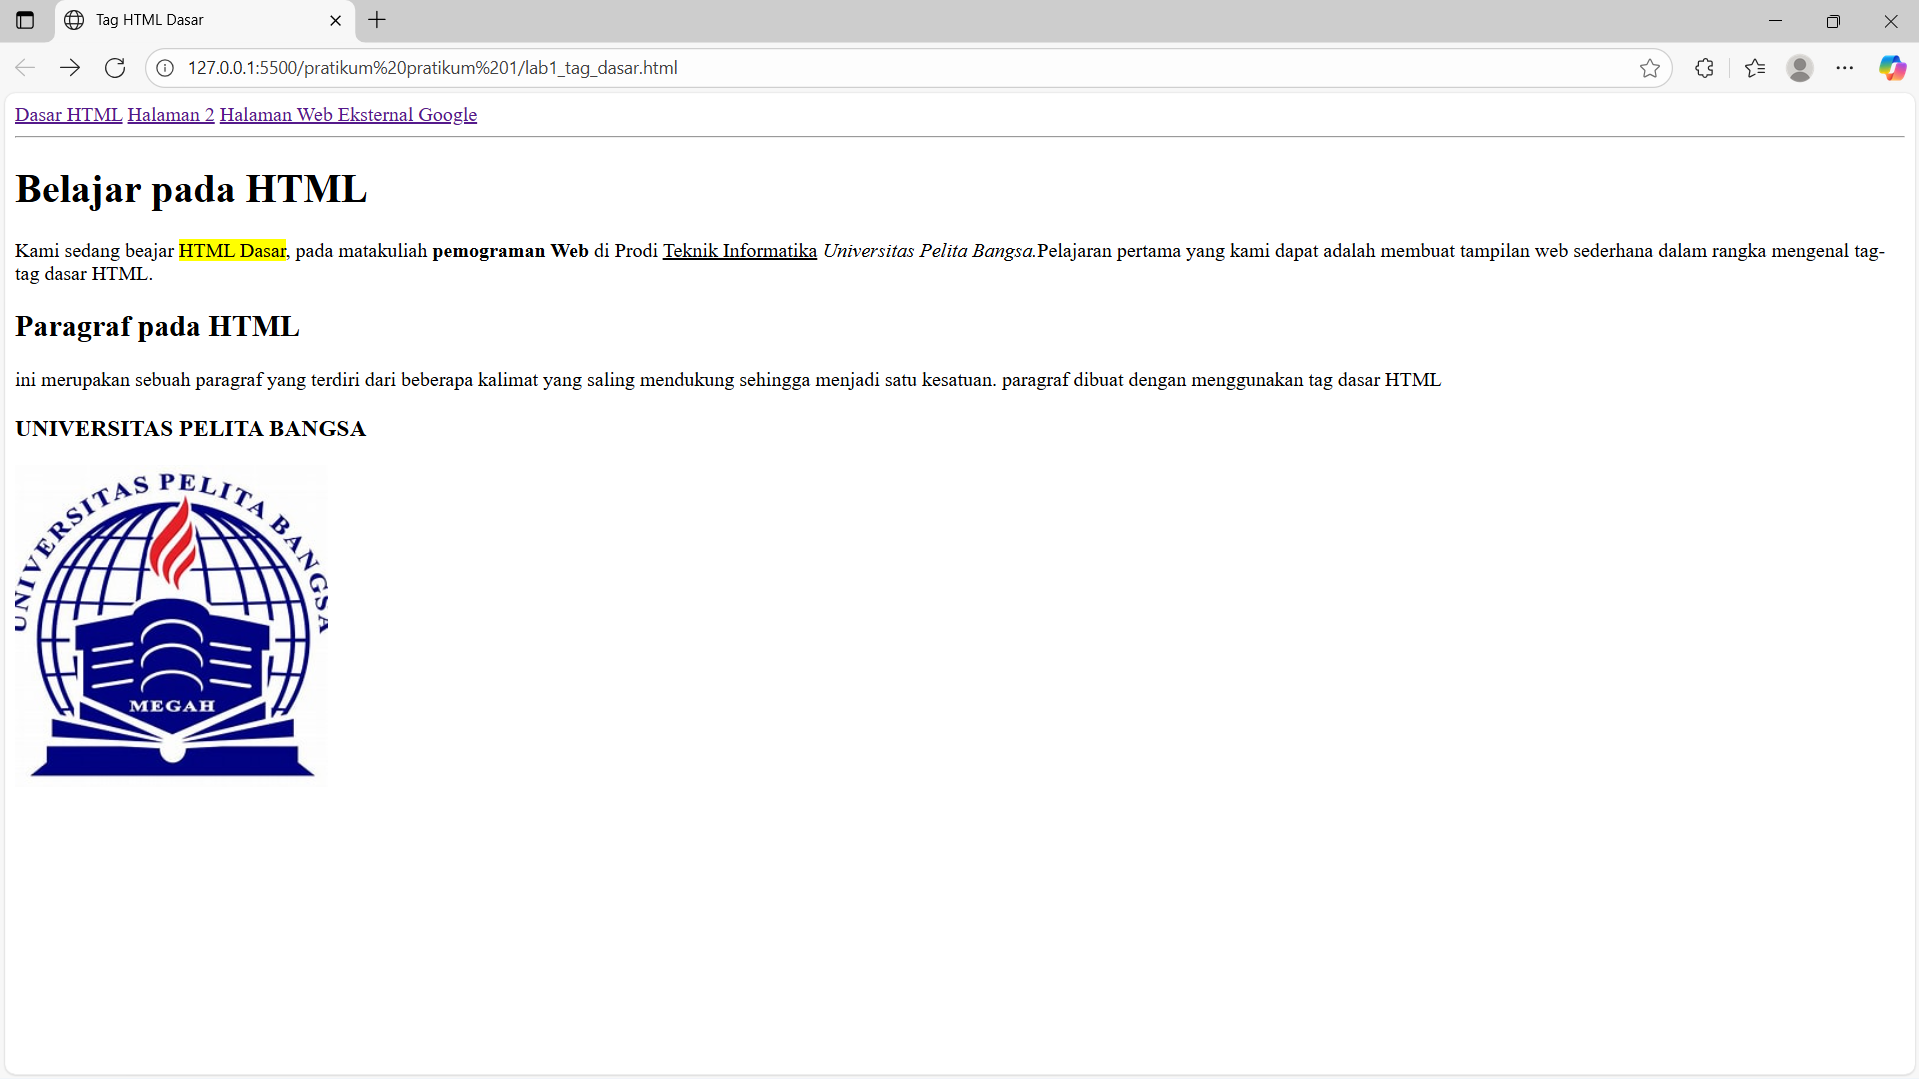 Tag HTML Dasar
127.0.0.1:5500/pratikum%20pratikum%201/lab1_tag_dasar.html
Dasar HTML Halaman 2 Halaman Web Eksternal Google
Belajar pada HTML
Kami sedang beajar HTML Dasar, pada matakuliah pemograman Web di Prodi Teknik Informatika Universitas Pelita Bangsa.Pelajaran pertama yang kami dapat adalah membuat tampilan web sederhana dalam rangka mengenal tag-
tag dasar HTML.
Paragraf pada HTML
ini merupakan sebuah paragraf yang terdiri dari beberapa kalimat yang saling mendukung sehingga menjadi satu kesatuan. paragraf dibuat dengan menggunakan tag dasar HTML
UNIVERSITAS PELITA BANGSA
UNIVERSITAS PELITA BANGSA
MEGAH